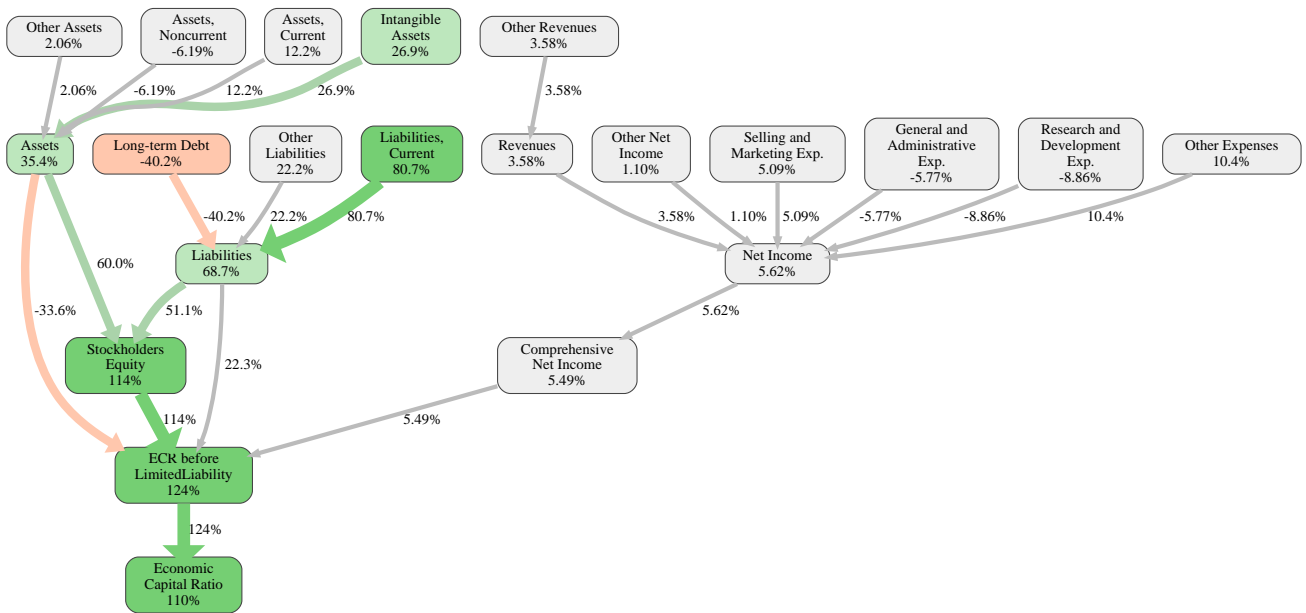 Other Assets
2.06%
Assets,
Noncurrent
-6.19%
Assets,
Current
12.2%
Intangible
Assets
26.9%
Other Revenues
3.58%
2.06%
-6.19%
12.2%
26.9%
3.58%
Assets
35.4%
Long-term Debt
-40.2%
Other
Liabilities
22.2%
Liabilities,
Current
80.7%
Revenues
3.58%
Other Net
Income
1.10%
Selling and
Marketing Exp.
5.09%
General and
Administrative
Exp.
-5.77%
Research and
Development
Exp.
-8.86%
Other Expenses
10.4%
-40.2%
22.2%
80.7%
3.58%
1.10%
5.09%
-5.77%
-8.86%
10.4%
Liabilities
68.7%
Net Income
5.62%
60.0%
-33.6%
51.1%
5.62%
Stockholders
Equity
114%
22.3%
Comprehensive
Net Income
5.49%
114%
5.49%
ECR before
LimitedLiability
124%
124%
Economic
Capital Ratio
110%